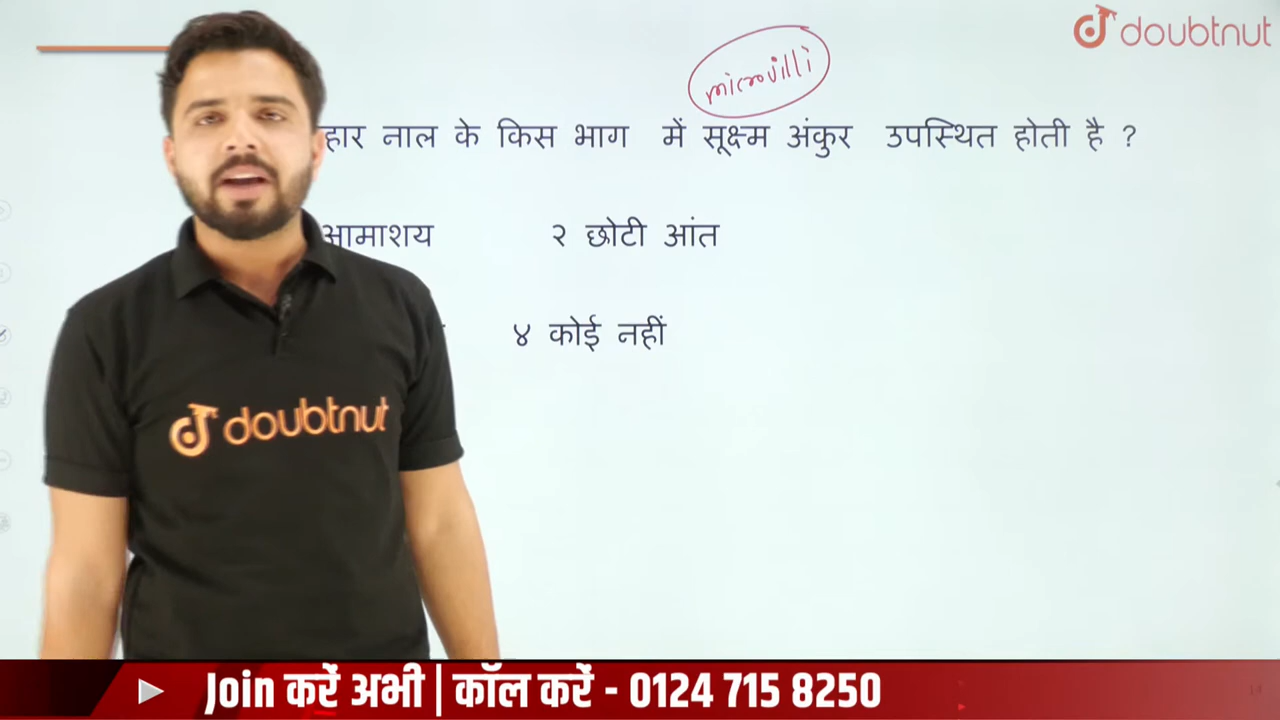 doubtnut
microvilli
हार नाल के किस भाग में सूक्ष्म अंकुर उपस्थित होती है ?
आमाशय २ छोटी आंत
४ कोई नहीं
doubtnut
Join करें अभी | कॉल करें - 0124 715 8250